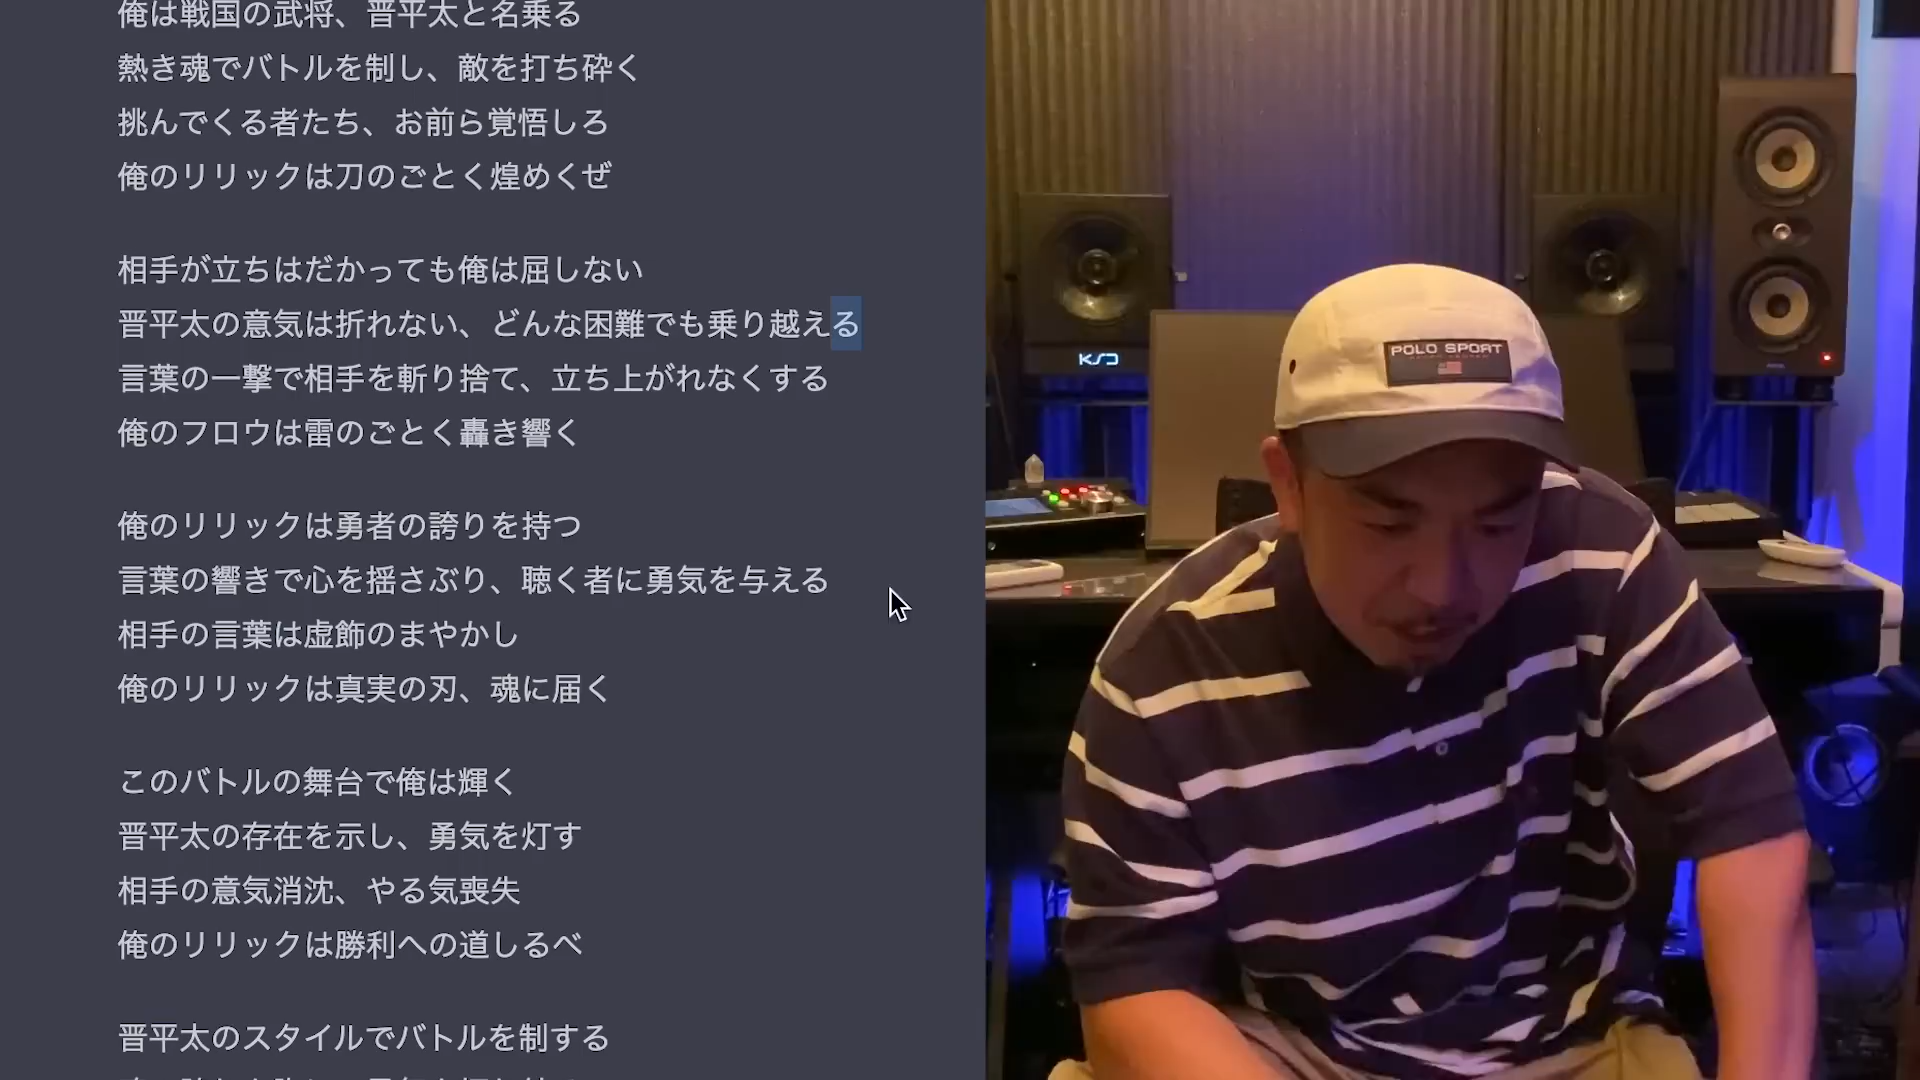 俺は戦国の武将、晋平太と名乗る
熱き魂でバトルを制し、敵を打ち砕く
挑んでくる者たち、お前ら覚悟しろ
俺のリリックは刀のごとく煌めくぜ
相手が立ちはだかっても俺は屈しない
晋平太の意気は折れない、どんな困難でも乗り越える
言葉の一撃で相手を斬り捨て、立ち上がれなくする
俺のフロウは雷のごとく轟き響く
俺のリリックは勇者の誇りを持つ
言葉の響きで心を揺さぶり、聴く者に勇気を与える
相手の言葉は虚飾のまやかし
俺のリリックは真実の刃、魂に届く
このバトルの舞台で俺は輝く
晋平太の存在を示し、勇気を灯す
相手の意気消沈、やる気喪失
俺のリリックは勝利への道しるべ
晋平太のスタイルでバトルを制する
POLO SPORT
KSD